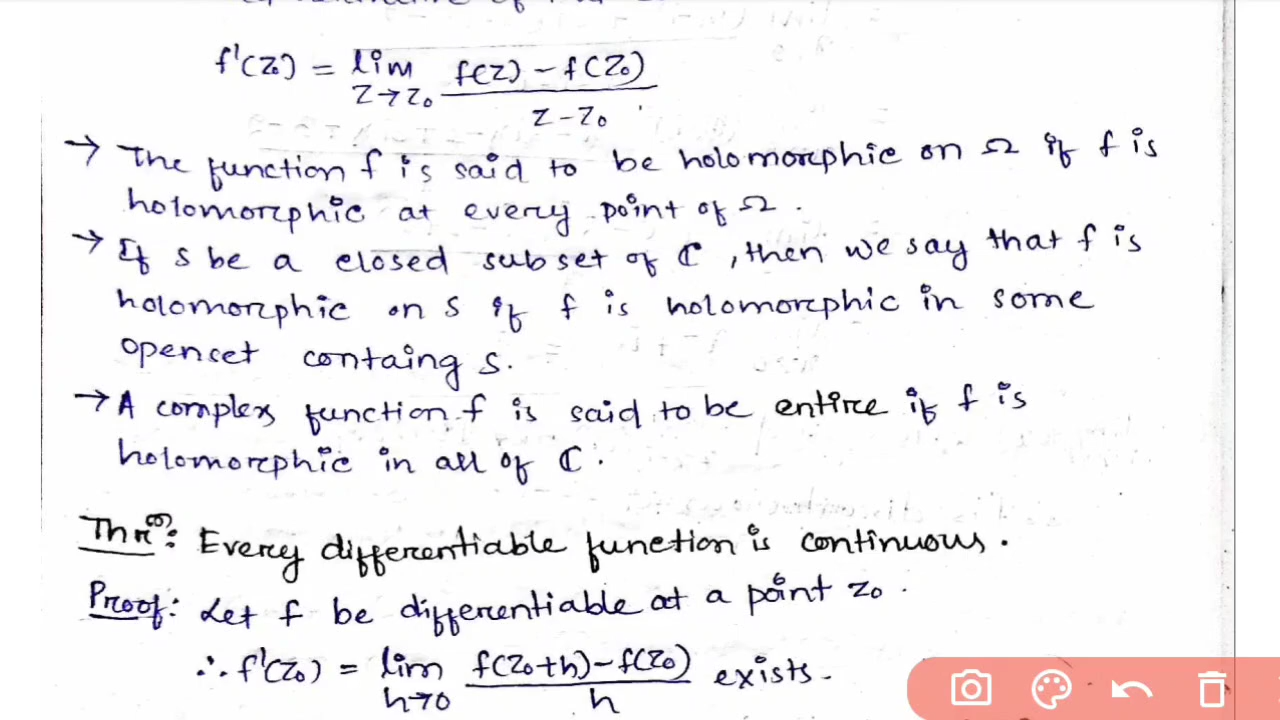 f'(z₀) = lim z→z₀ f(z) - f(z₀) / z - z₀
→ The function f is said to be holomorphic on Ω if f is
holomorphic at every point of Ω.
→ If S be a closed subset of ℂ, then we say that f is
holomorphic on S if f is holomorphic in some
openset containg S.
→ A complex function f is said to be entire if f is
holomorphic in all of ℂ.
Thm: Every differentiable function is continuous.
Proof: Let f be differentiable at a point z₀.
∴ f'(z₀) = lim h→0 f(z₀+h) - f(z₀) / h exists.